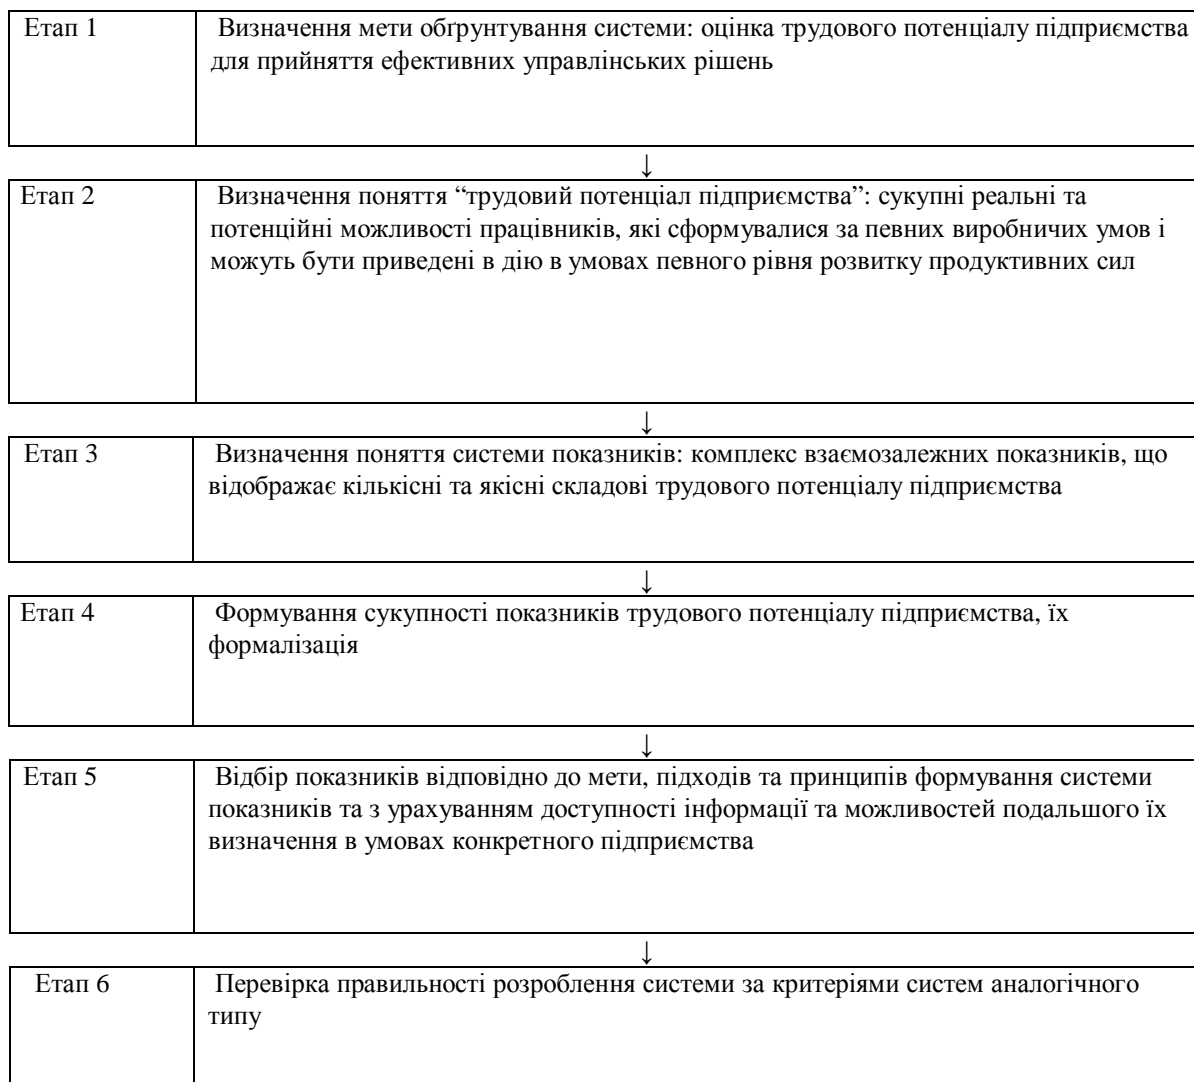 Етап 1
Визначення мети обґрунтування системи: оцінка трудового потенціалу підприємства
для прийняття ефективних управлінських рішень
↓
Етап 2
Визначення поняття “трудовий потенціал підприємства”: сукупні реальні та
потенційні можливості працівників, які сформувалися за певних виробничих умов і
можуть бути приведені в дію в умовах певного рівня розвитку продуктивних сил
↓
Етап 3
Визначення поняття системи показників: комплекс взаємозалежних показників, що
відображає кількісні та якісні складові трудового потенціалу підприємства
↓
Етап 4
Формування сукупності показників трудового потенціалу підприємства, їх
формалізація
↓
Етап 5
Відбір показників відповідно до мети, підходів та принципів формування системи
показників та з урахуванням доступності інформації та можливостей подальшого їх
визначення в умовах конкретного підприємства
↓
Етап 6
Перевірка правильності розроблення системи за критеріями систем аналогічного
типу